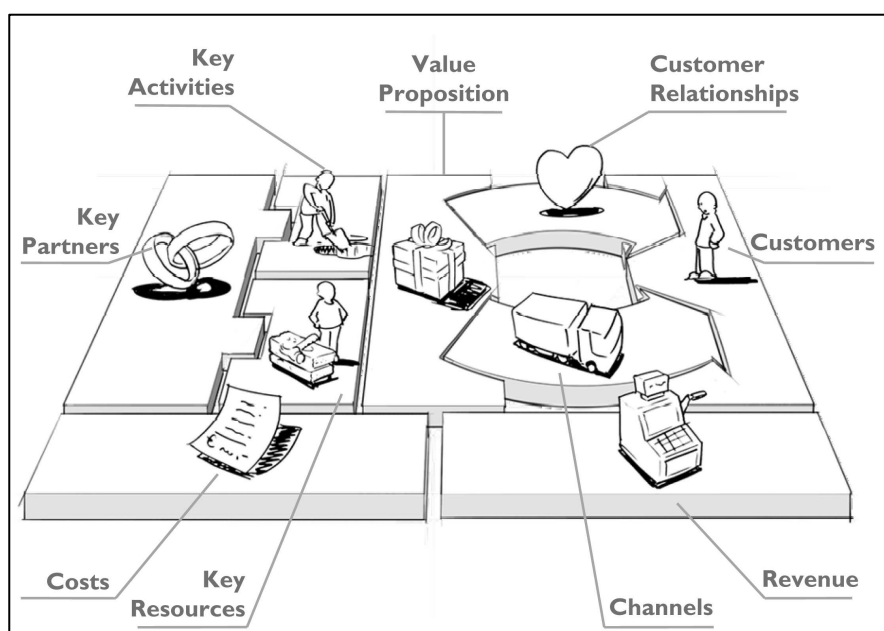 Key
Activities
Value
Proposition
Customer
Relationships
Key
Partners
Customers
Costs
Key
Resources
Channels
Revenue